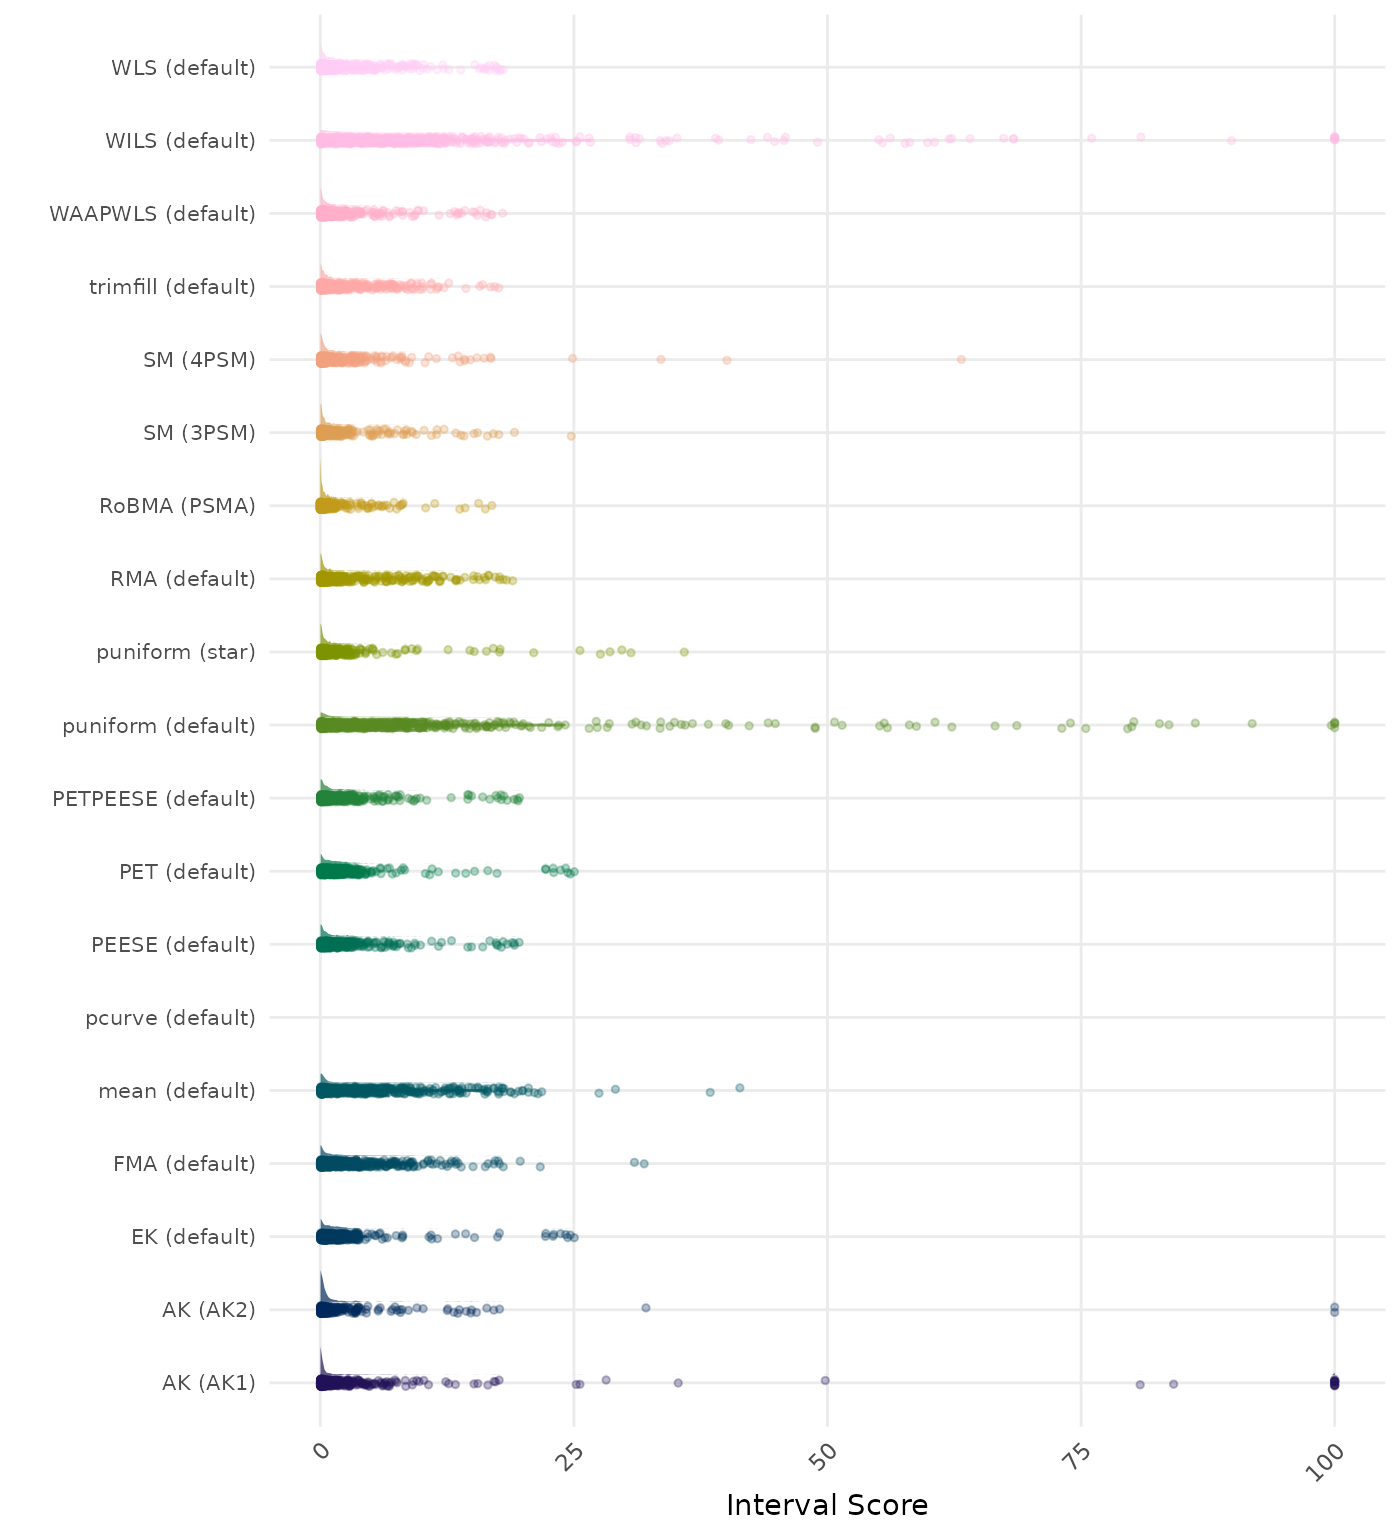 WLS (default)
WILS (default)
WAAPWLS (default)
trimfill (default)
SM (4PSM)
SM (3PSM)
RoBMA (PSMA)
RMA (default)
puniform (star)
puniform (default)
PETPEESE (default)
PET (default)
PEESE (default)
pcurve (default)
mean (default)
FMA (default)
EK (default)
AK (AK2)
AK (AK1)
0 25 50 75 100
Interval Score